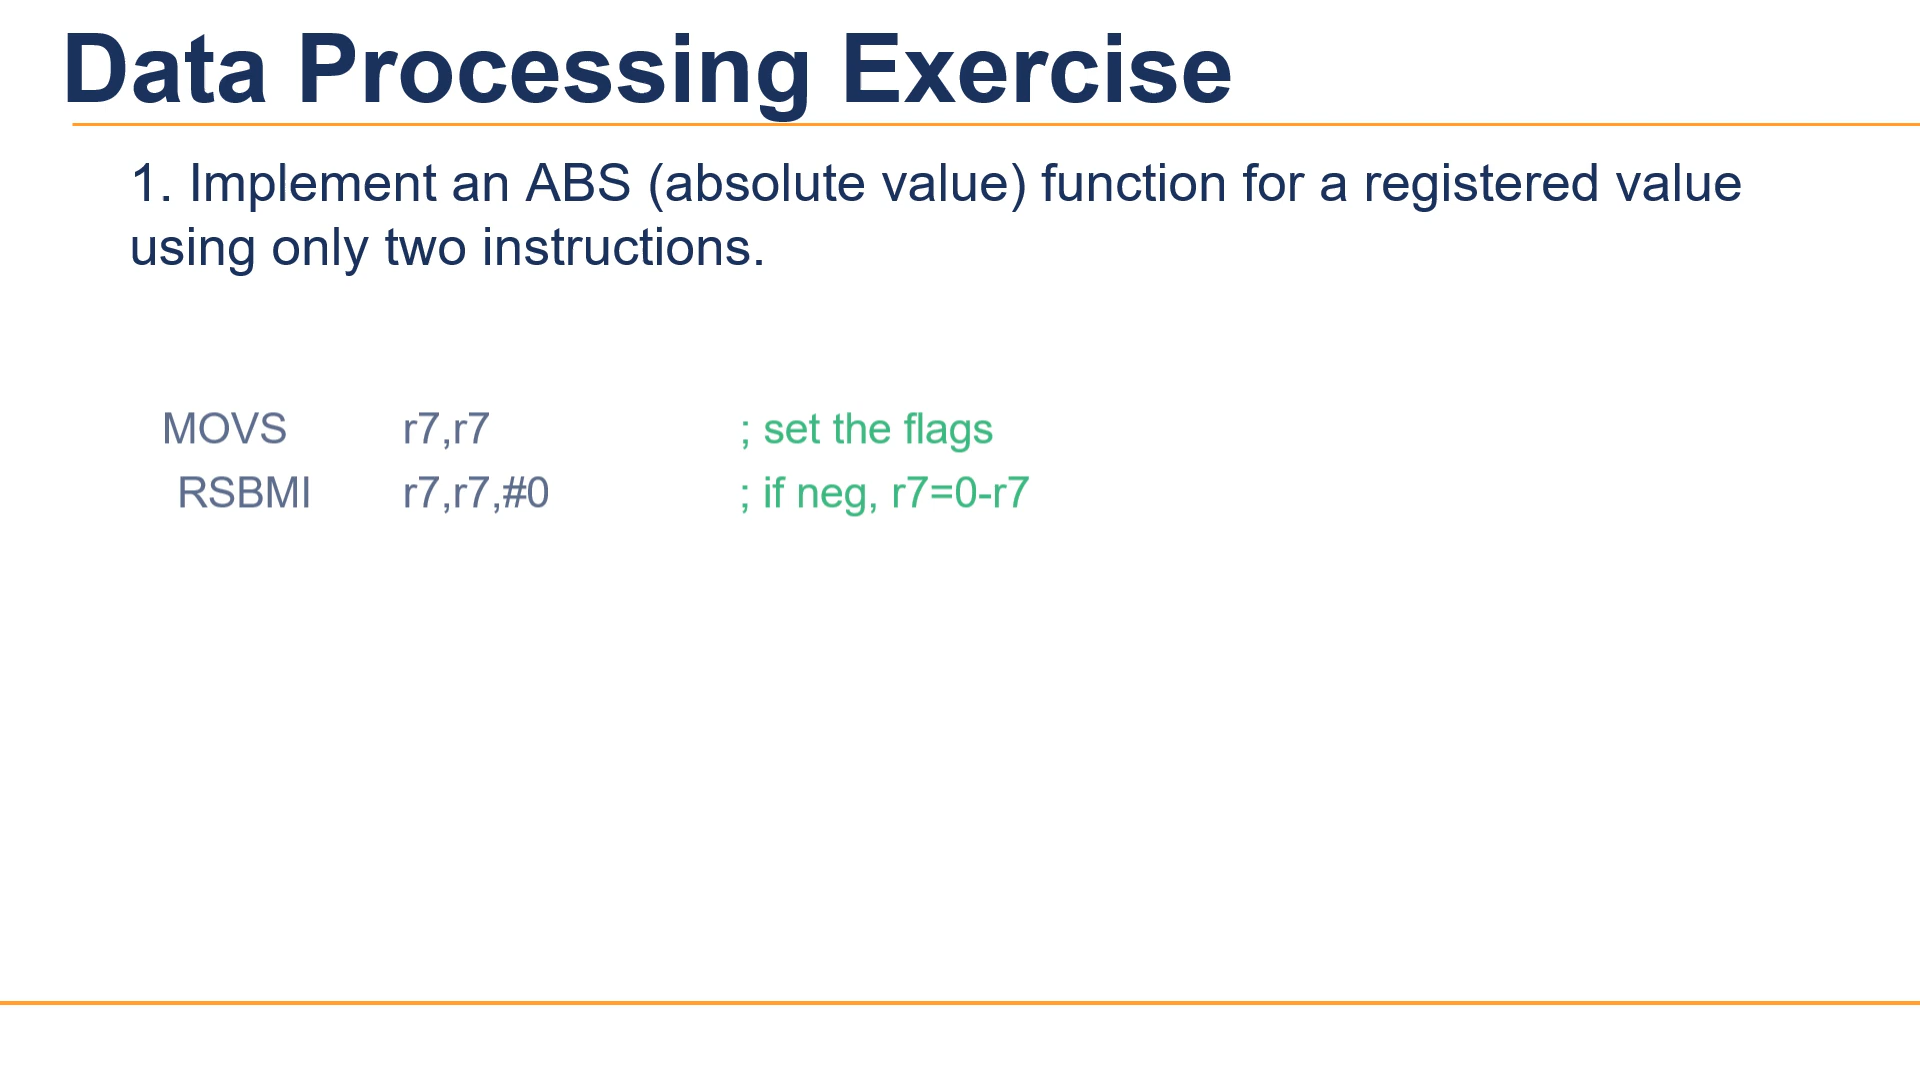 Data Processing Exercise
1. Implement an ABS (absolute value) function for a registered value
using only two instructions.
MOVS r7,r7 ; set the flags
RSBMI r7,r7,#0 ; if neg, r7=0-r7